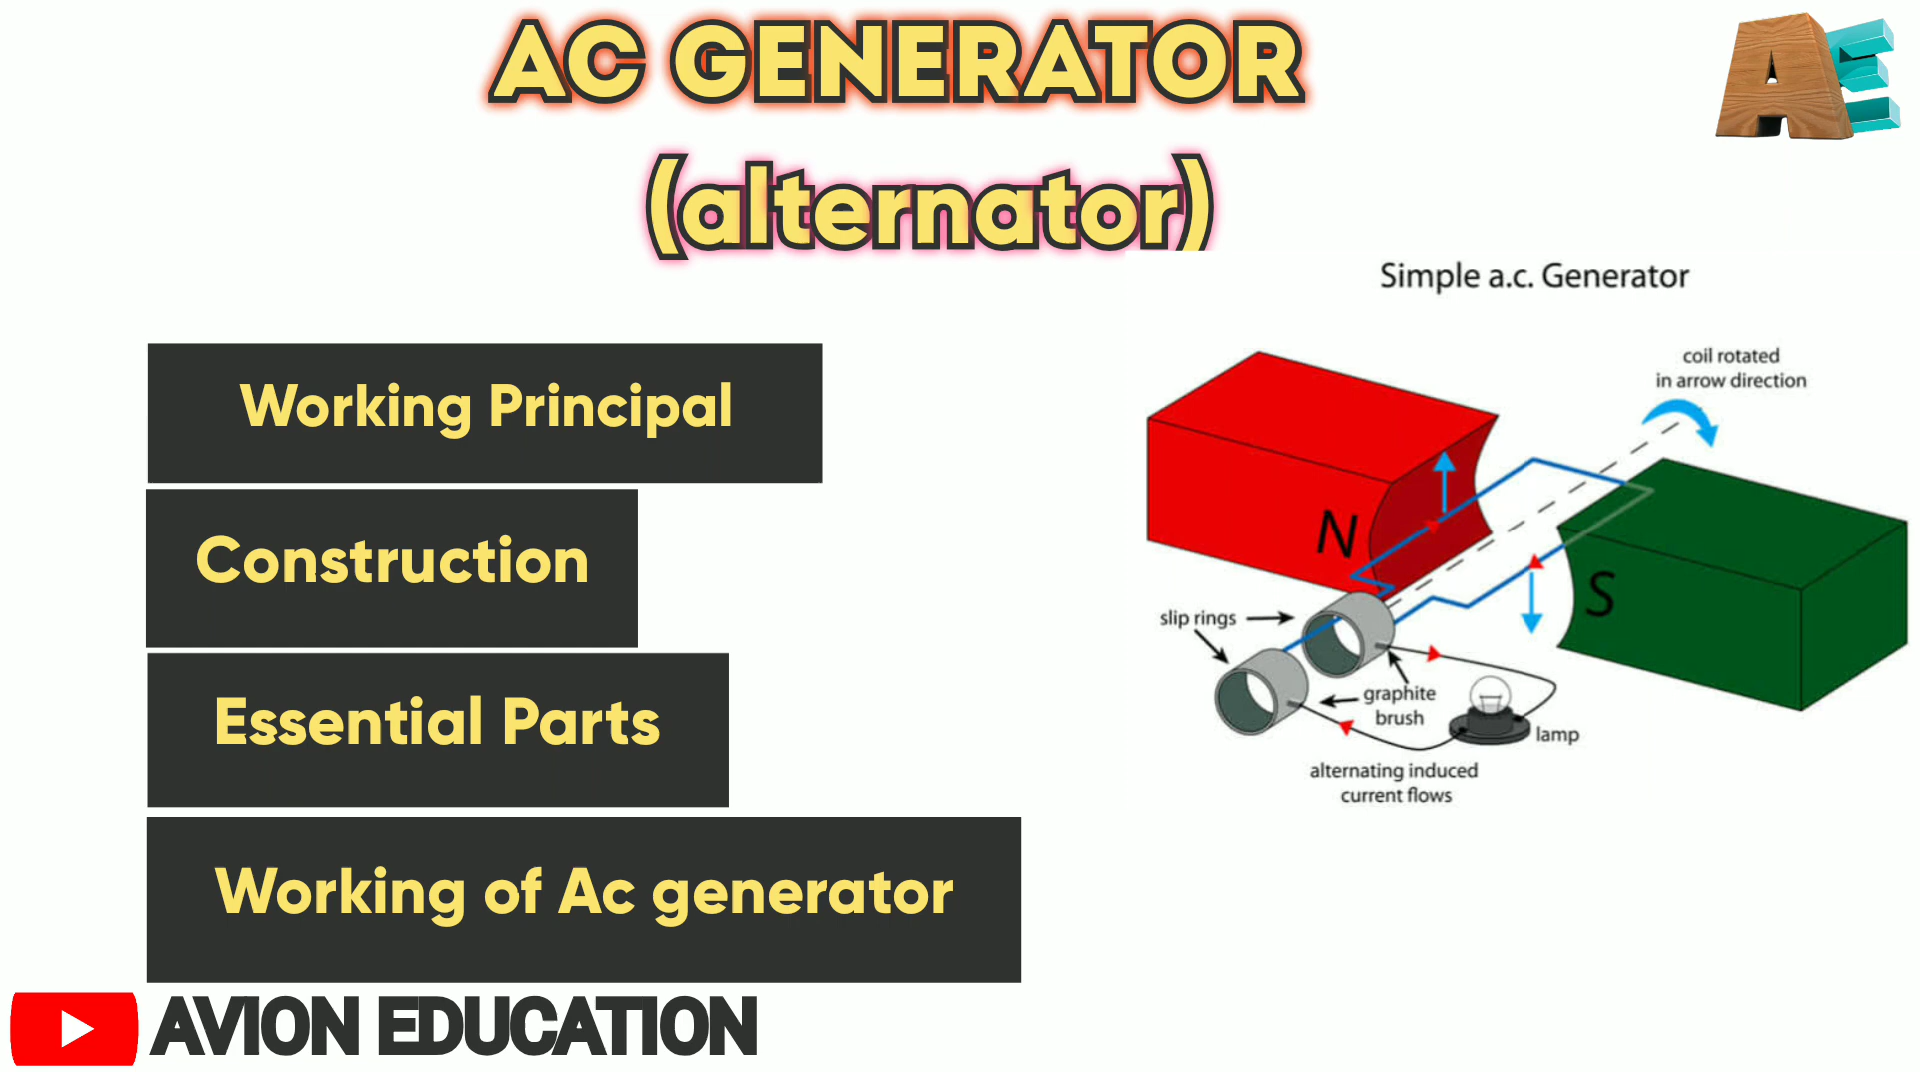 AC GENERATOR
(alternator)
AE
Simple a.c. Generator
Working Principal
Construction
Essential Parts
Working of Ac generator
coil rotated
in arrow direction
N
S
slip rings
graphite
brush
lamp
alternating induced
current flows
AVION EDUCATION